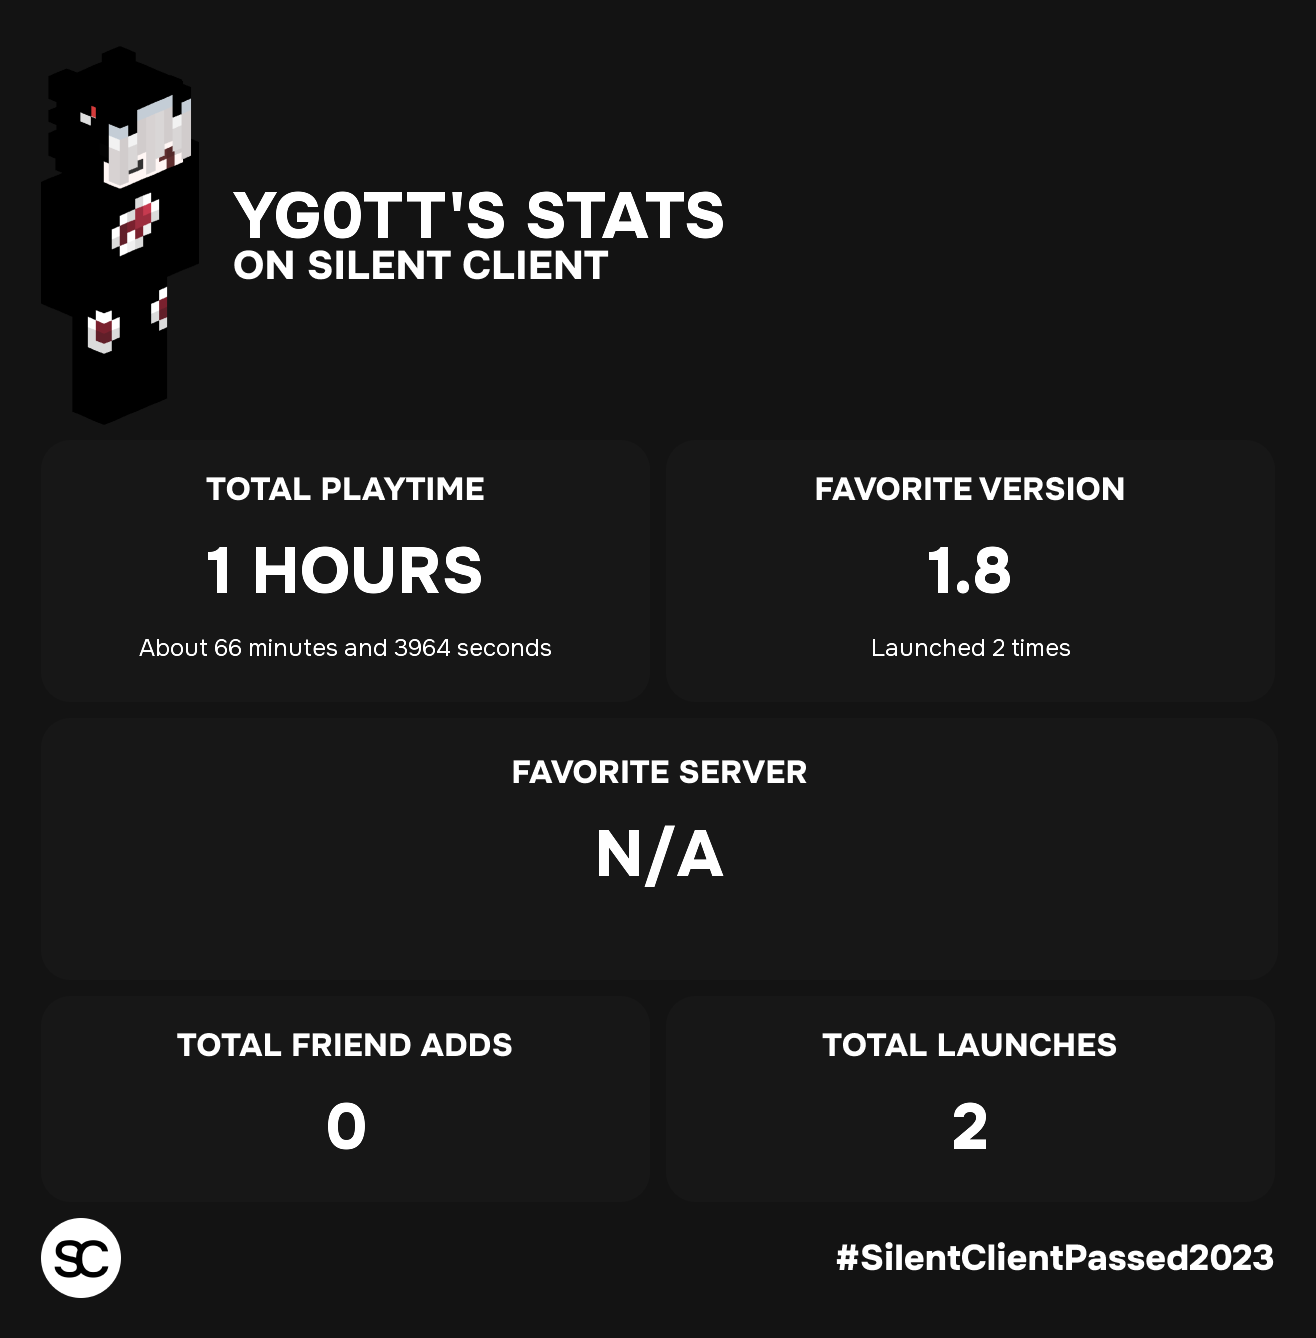 YG0TT'S STATS
ON SILENT CLIENT
TOTAL PLAYTIME
1 HOURS
About 66 minutes and 3964 seconds
FAVORITE VERSION
1.8
Launched 2 times
FAVORITE SERVER
N/A
TOTAL FRIEND ADDS
0
TOTAL LAUNCHES
2
SC
#SilentClientPassed2023